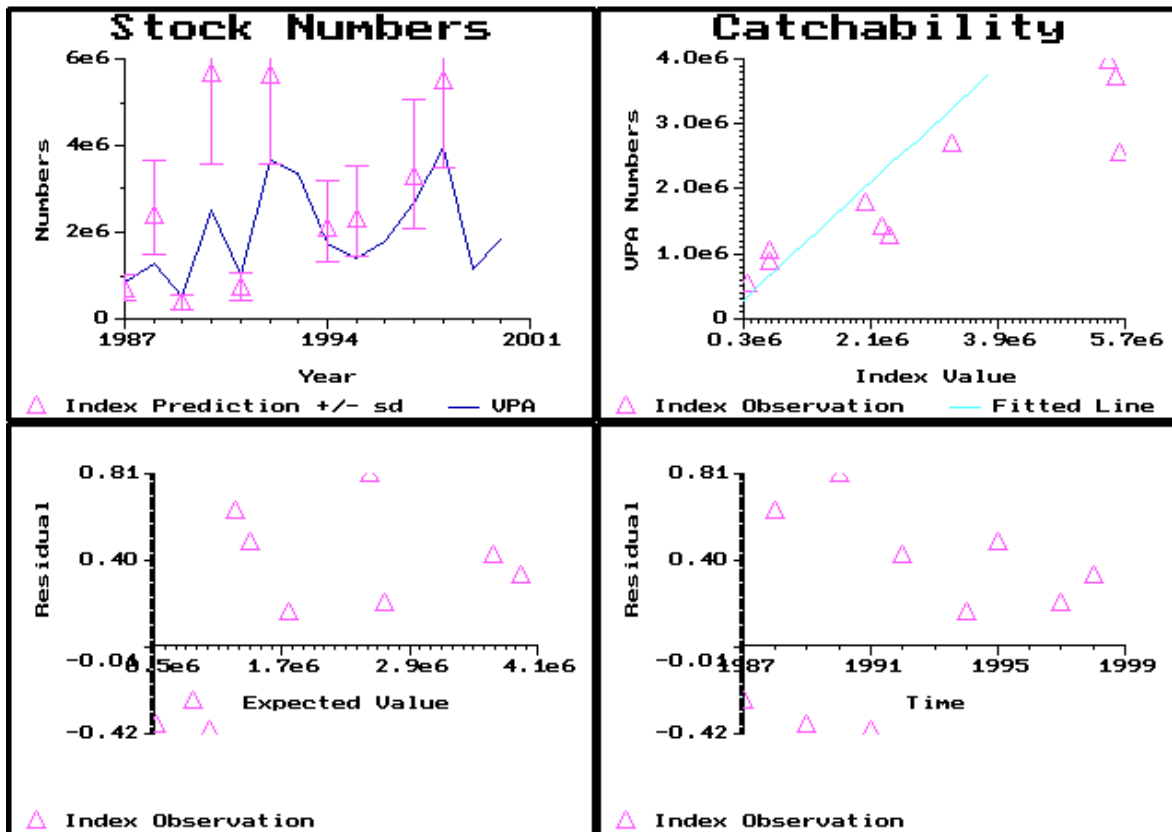 Stock Numbers
6e6
4e6
2e6
0
Numbers
1987 1994 2001
Year
Index Prediction +/- sd VPA
Catchability
4.0e6
3.0e6
2.0e6
1.0e6
0
VPA Numbers
0.3e6 2.1e6 3.9e6 5.7e6
Index Value
Index Observation Fitted Line
0.81
0.40
-0.01
-0.42
Residual
0.5e6 1.7e6 2.9e6 4.1e6
Expected Value
Index Observation
0.81
0.40
-0.01
-0.42
Residual
1987 1991 1995 1999
Time
Index Observation